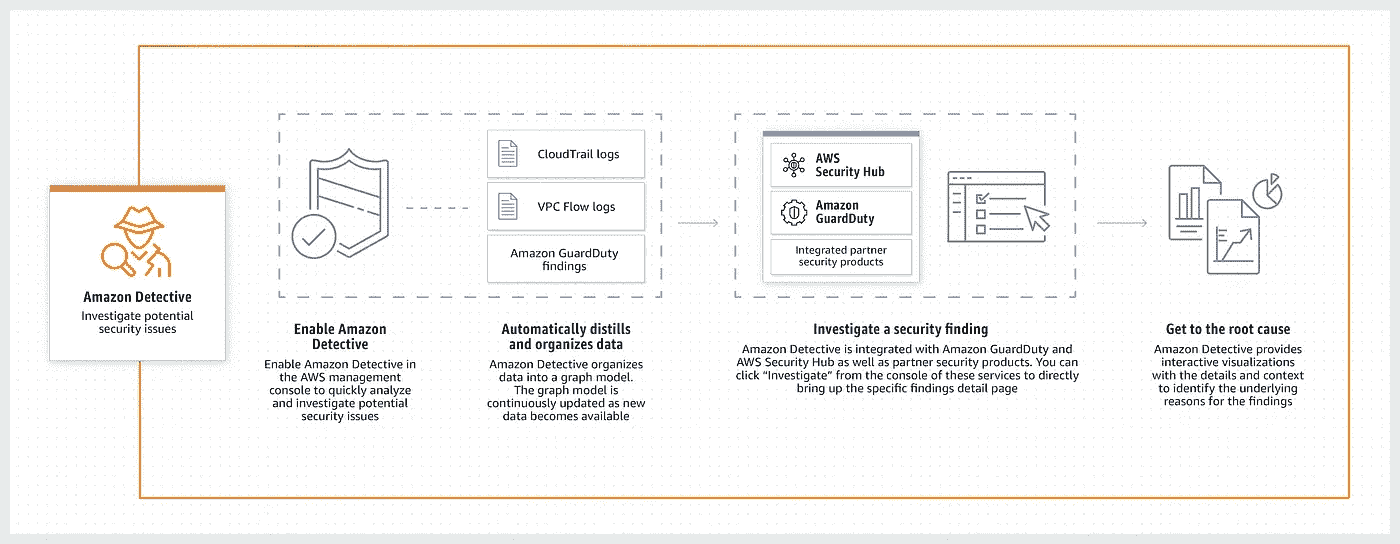 Amazon Detective
Investigate potential
security issues
CloudTrail logs
VPC Flow logs
Amazon GuardDuty
findings
Enable Amazon
Detective
Enable Amazon Detective in
the AWS management
console to quickly analyze
and investigate potential
security issues
Automatically distills
and organizes data
Amazon Detective organizes
data into a graph model.
The graph model is
continuously updated as new
data becomes available
AWS
Security Hub
Amazon
GuardDuty
Integrated partner
security products
Investigate a security finding
Amazon Detective is integrated with Amazon GuardDuty and
AWS Security Hub as well as partner security products. You can
click “Investigate” from the console of these services to directly
bring up the specific findings detail page
Get to the root cause
Amazon Detective provides
interactive visualizations
with the details and context
to identify the underlying
reasons for the findings